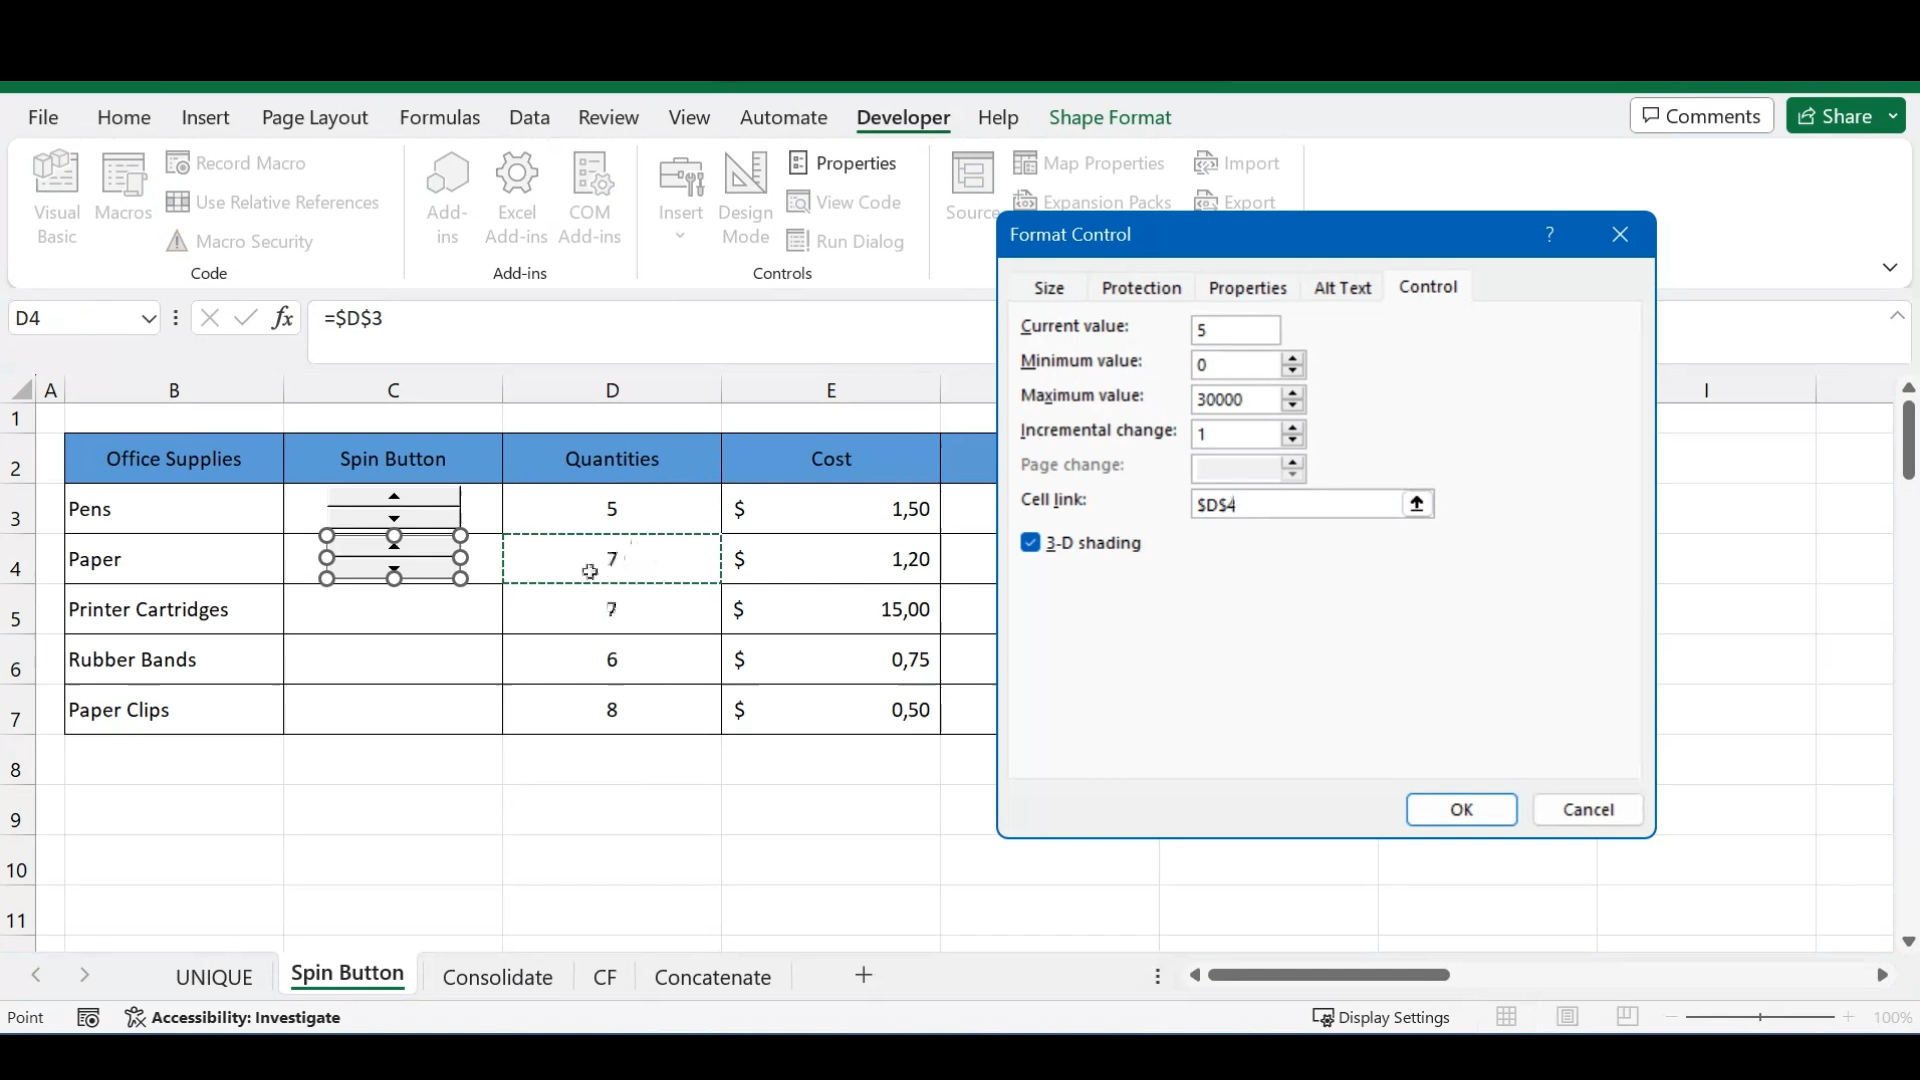 File Home Insert Page Layout Formulas Data Review View Automate Developer Help Shape Format Comments Share
Visual Basic
Macros
Record Macro
Use Relative References
Macro Security
Code
Add-ins
Excel Add-ins
COM Add-ins
Add-ins
Insert
Design Mode
Properties
View Code
Run Dialog
Controls
Source
Map Properties
Expansion Packs
Import
Export
D4 fx =$D$3
A B C D E I
1
2 Office Supplies Spin Button Quantities Cost
3 Pens 5 $ 1,50
4 Paper 7 $ 1,20
5 Printer Cartridges 7 $ 15,00
6 Rubber Bands 6 $ 0,75
7 Paper Clips 8 $ 0,50
8
9
10
11
Format Control ?
Size Protection Properties Alt Text Control
Current value: 5
Minimum value: 0
Maximum value: 30000
Incremental change: 1
Page change:
Cell link: $D$4
3-D shading
OK Cancel
UNIQUE Spin Button Consolidate CF Concatenate
Point Accessibility: Investigate Display Settings 100%